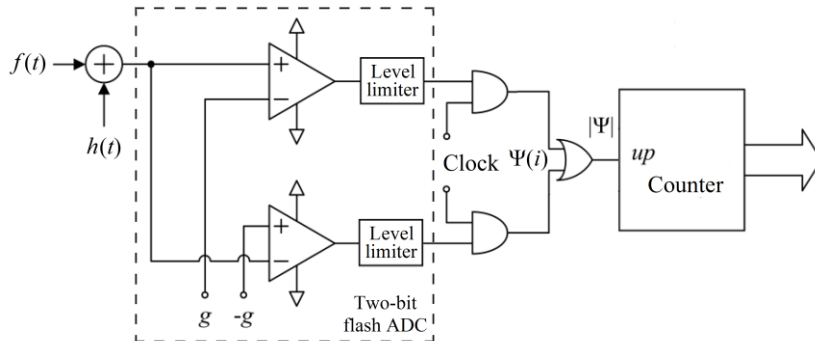 f(t)
h(t)
+
+
−
Level
limiter
Clock
Ψ(i)
|Ψ|
up
Counter
+
−
Level
limiter
g
-g
Two-bit
flash ADC